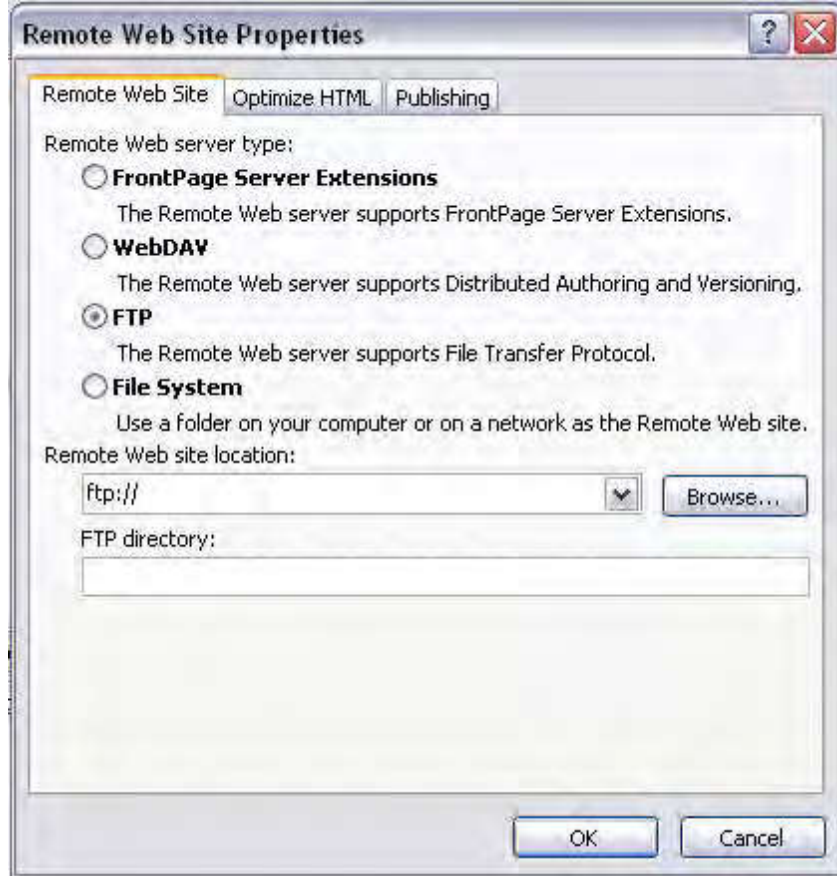 Remote Web Site Properties
?
Remote Web Site Optimize HTML Publishing
Remote Web server type:
FrontPage Server Extensions
The Remote Web server supports FrontPage Server Extensions.
WebDAV
The Remote Web server supports Distributed Authoring and Versioning.
FTP
The Remote Web server supports File Transfer Protocol.
File System
Use a folder on your computer or on a network as the Remote Web site.
Remote Web site location:
ftp:// Browse...
FTP directory:
OK Cancel